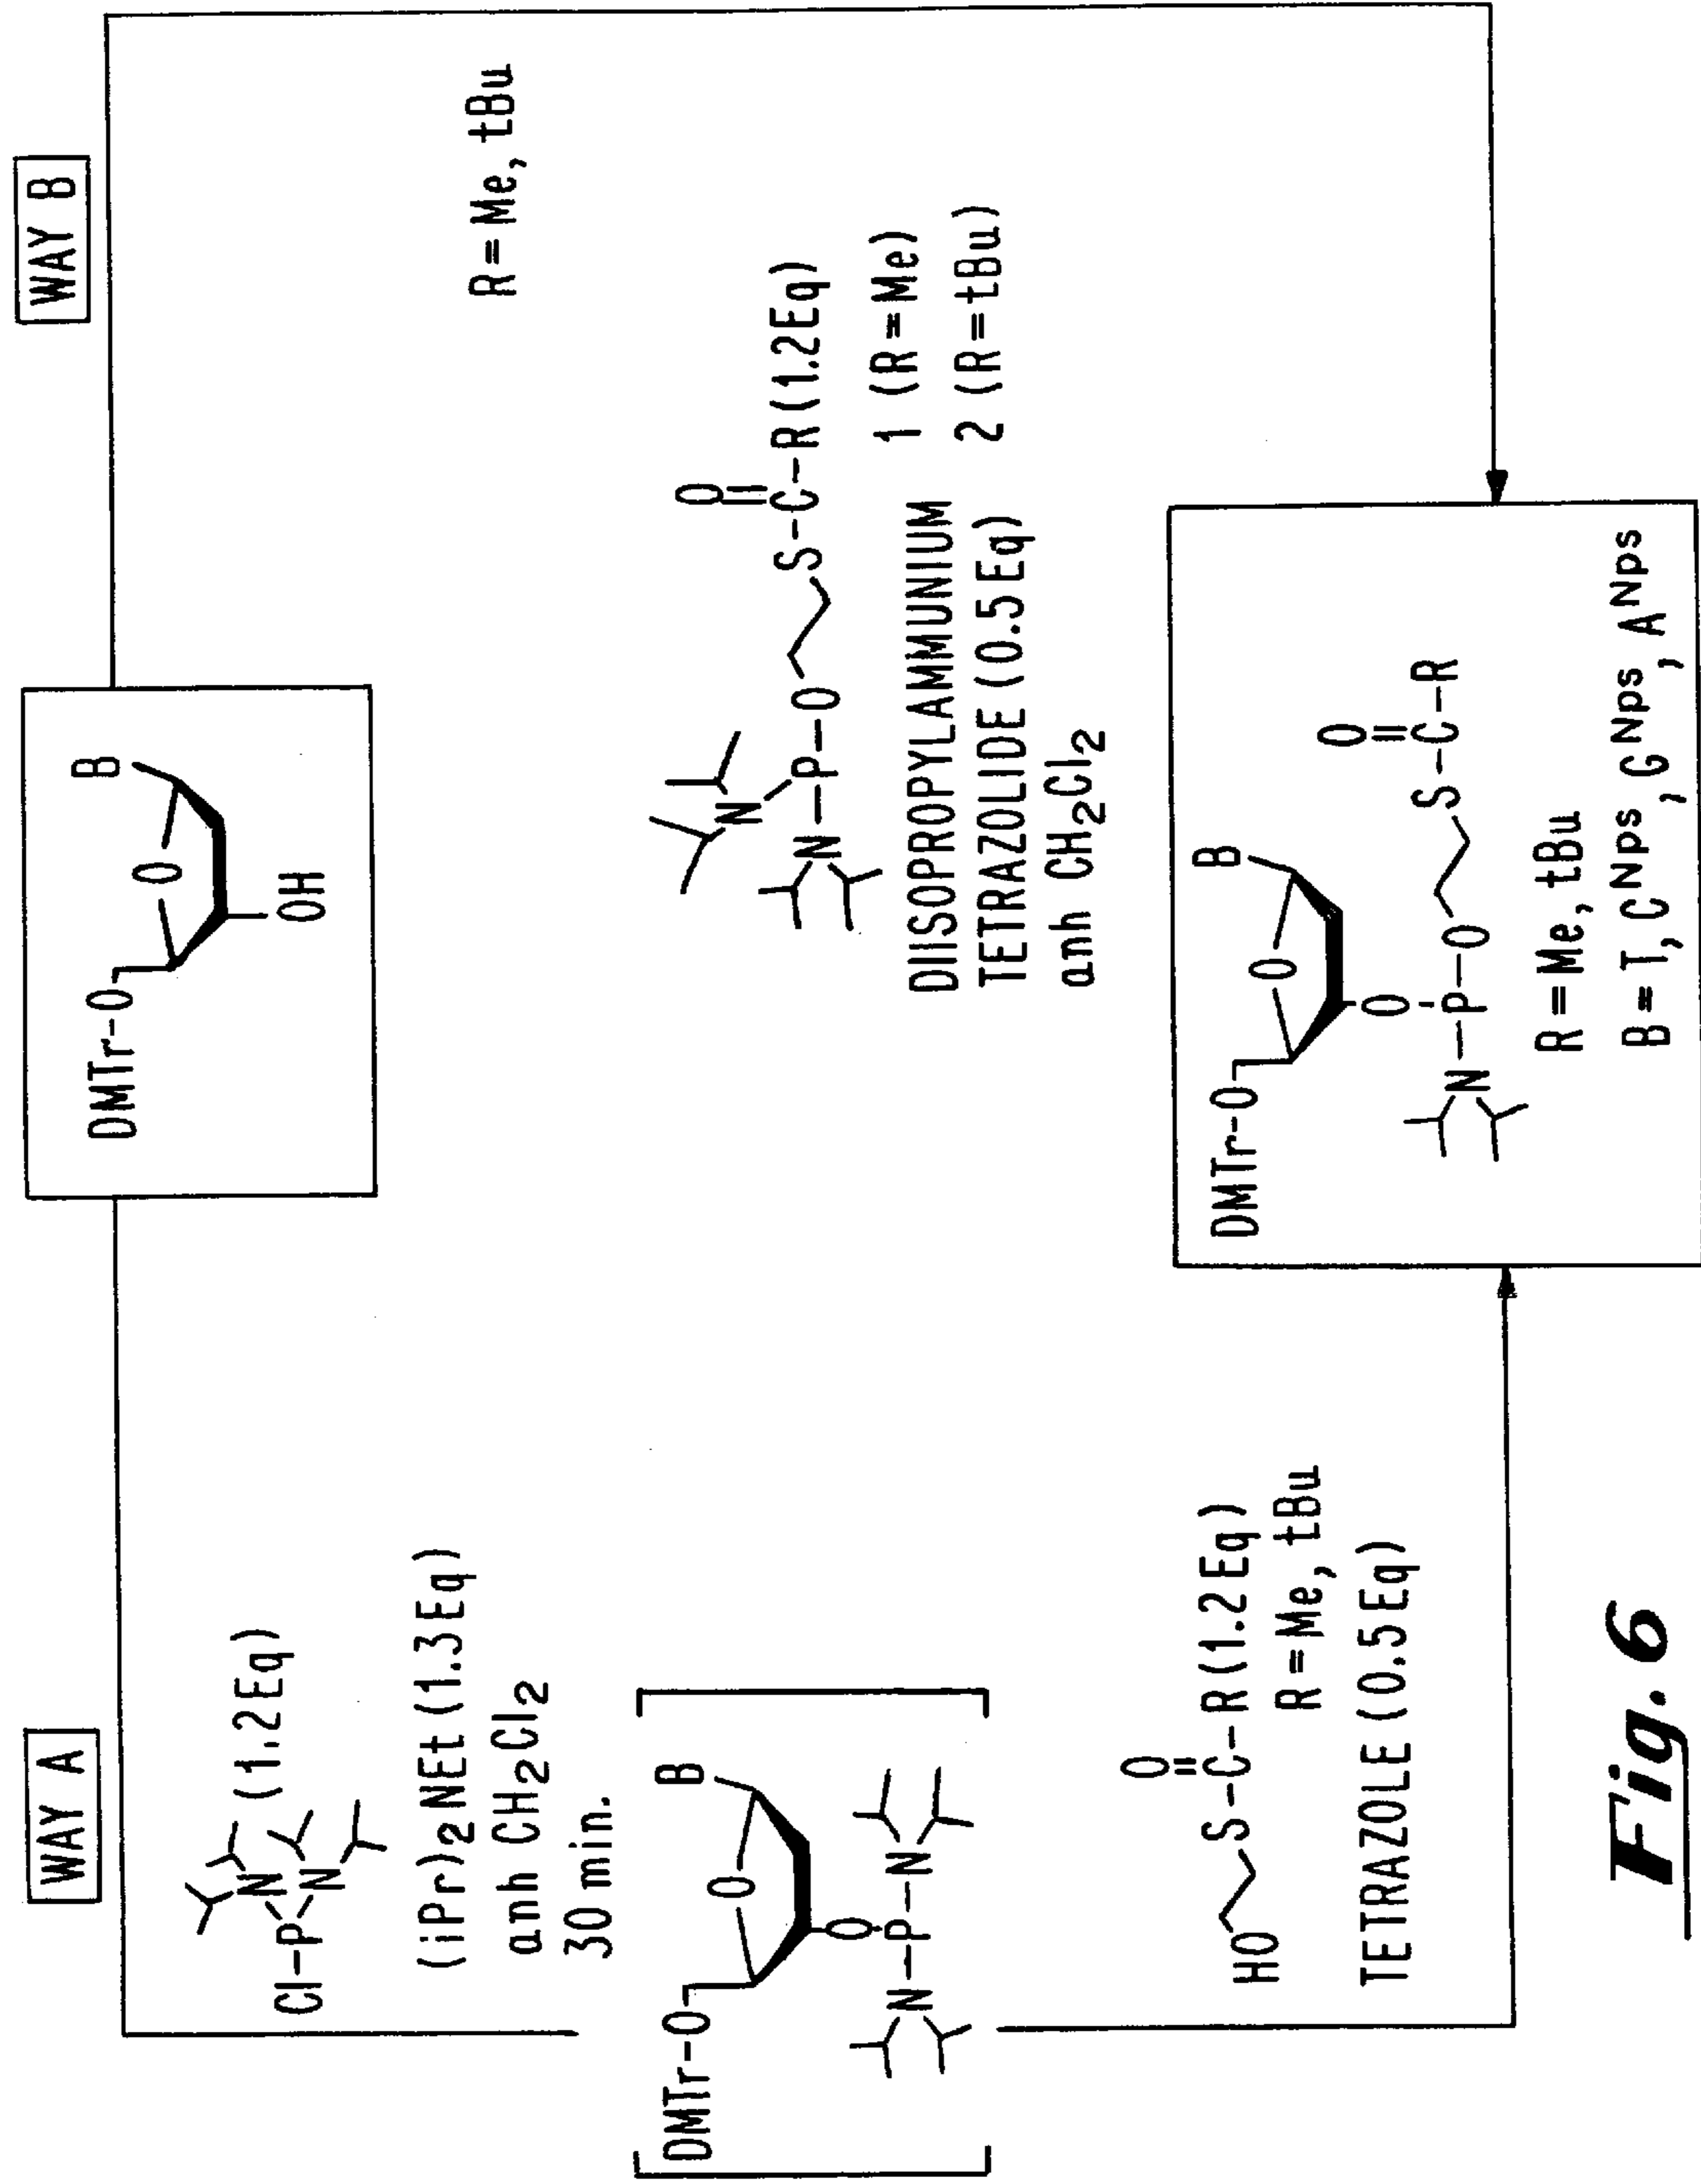 WAY A
WAY B
DMTr-O
O
B
OH
Cl-P
N
N
(1.2Eq)
(iPr)2NEt (1.3Eq)
anh CH2Cl2
30 min.
DMTr-O
O
B
O
N-P-N
HO
O
S-C-R (1.2Eq)
R=Me, tBu
TETRAZOLE (0.5Eq)
R=Me, tBu
N
N-P-O
O
S-C-R (1.2Eq)
DIISOPROPYLAMMUNIUM
TETRAZOLIDE (0.5Eq)
anh CH2Cl2
1 (R=Me)
2 (R=tBu)
DMTr-O
O
B
O
N-P-O
O
S-C-R
R=Me, tBu
B=T, CNps, GNps, ANps
Fig. 6